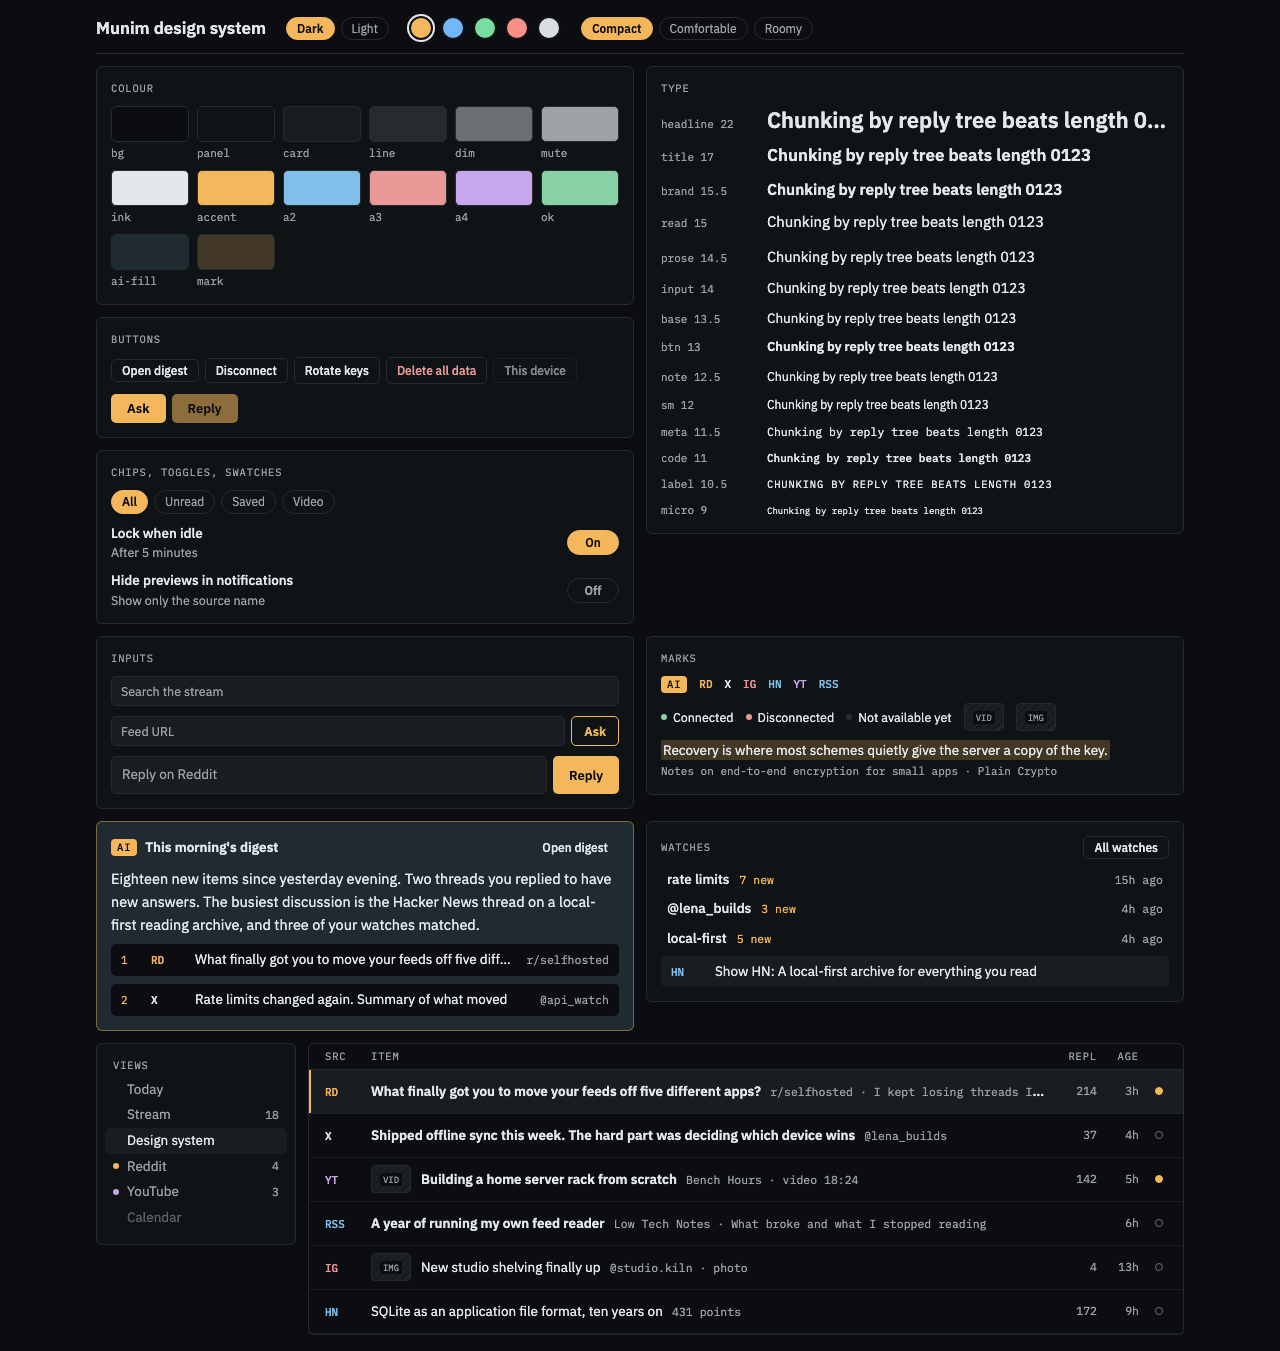 Munim design system Dark Light Compact Comfortable Roomy
COLOUR
bg panel card line dim mute
ink accent a2 a3 a4 ok
ai-fill mark
TYPE
headline 22 Chunking by reply tree beats length 0...
title 17 Chunking by reply tree beats length 0123
brand 15.5 Chunking by reply tree beats length 0123
read 15 Chunking by reply tree beats length 0123
prose 14.5 Chunking by reply tree beats length 0123
input 14 Chunking by reply tree beats length 0123
base 13.5 Chunking by reply tree beats length 0123
btn 13 Chunking by reply tree beats length 0123
note 12.5 Chunking by reply tree beats length 0123
sm 12 Chunking by reply tree beats length 0123
meta 11.5 Chunking by reply tree beats length 0123
code 11 Chunking by reply tree beats length 0123
label 10.5 CHUNKING BY REPLY TREE BEATS LENGTH 0123
micro 9 Chunking by reply tree beats length 0123
BUTTONS
Open digest Disconnect Rotate keys Delete all data This device
Ask Reply
CHIPS, TOGGLES, SWATCHES
All Unread Saved Video
Lock when idle
After 5 minutes
On
Hide previews in notifications
Show only the source name
Off
INPUTS
Search the stream
Feed URL Ask
Reply on Reddit Reply
MARKS
AI RD X IG HN YT RSS
Connected Disconnected Not available yet VID IMG
Recovery is where most schemes quietly give the server a copy of the key.
Notes on end-to-end encryption for small apps · Plain Crypto
AI This morning's digest Open digest
Eighteen new items since yesterday evening. Two threads you replied to have
new answers. The busiest discussion is the Hacker News thread on a local-
first reading archive, and three of your watches matched.
1 RD What finally got you to move your feeds off five diff... r/selfhosted
2 X Rate limits changed again. Summary of what moved @api_watch
WATCHES All watches
rate limits 7 new 15h ago
@lena_builds 3 new 4h ago
local-first 5 new 4h ago
HN Show HN: A local-first archive for everything you read
VIEWS
Today
Stream 18
Design system
Reddit 4
YouTube 3
Calendar
SRC ITEM REPL AGE
RD What finally got you to move your feeds off five different apps? r/selfhosted · I kept losing threads I... 214 3h
X Shipped offline sync this week. The hard part was deciding which device wins @lena_builds 37 4h
YT VID Building a home server rack from scratch Bench Hours · video 18:24 142 5h
RSS A year of running my own feed reader Low Tech Notes · What broke and what I stopped reading 6h
IG IMG New studio shelving finally up @studio.kiln · photo 4 13h
HN SQLite as an application file format, ten years on 431 points 172 9h